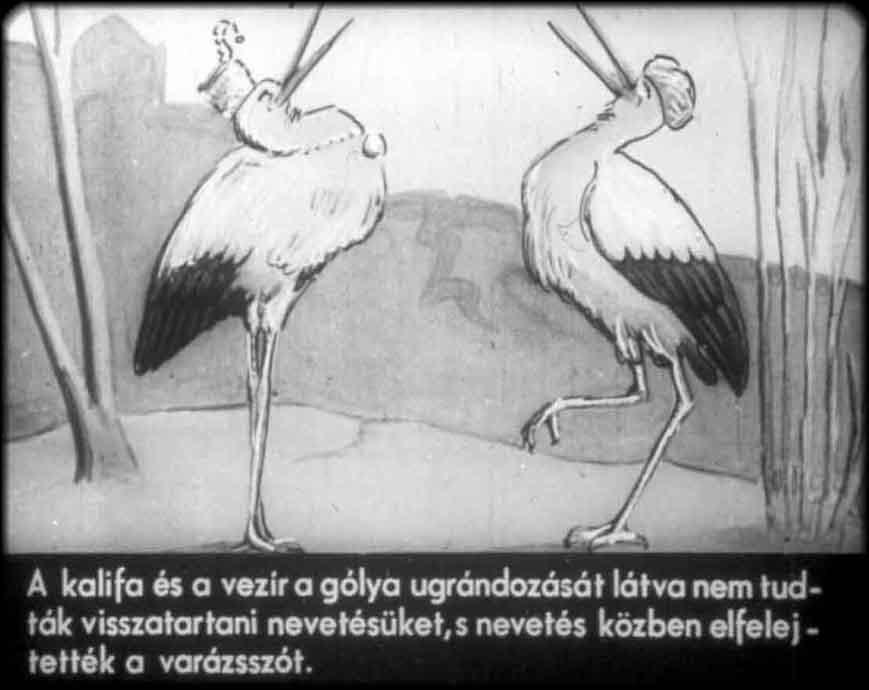 A kalifa és a vezír a gólya ugrándozását látva nem tud-
ták visszatartani nevetésüket, s nevetés közben elfelej-
tették a varázsszót.